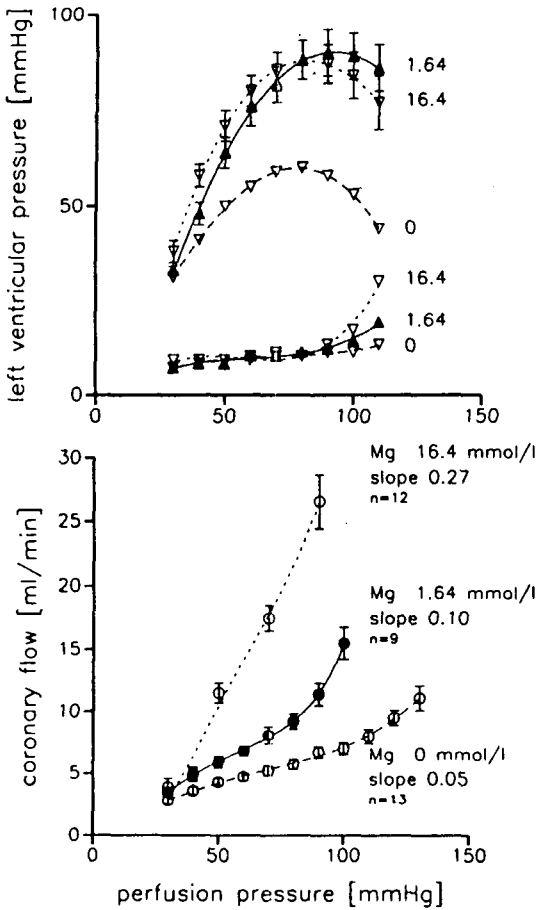 left ventricular pressure [mmHg]
100
50
0
1.64
16.4
0
16.4
1.64
0
0
50
100
150
coronary flow [ml/min]
30
25
20
15
10
5
0
Mg 16.4 mmol/l
slope 0.27
n=12
Mg 1.64 mmol/l
slope 0.10
n=9
Mg 0 mmol/l
slope 0.05
n=13
0
50
100
150
perfusion pressure [mmHg]